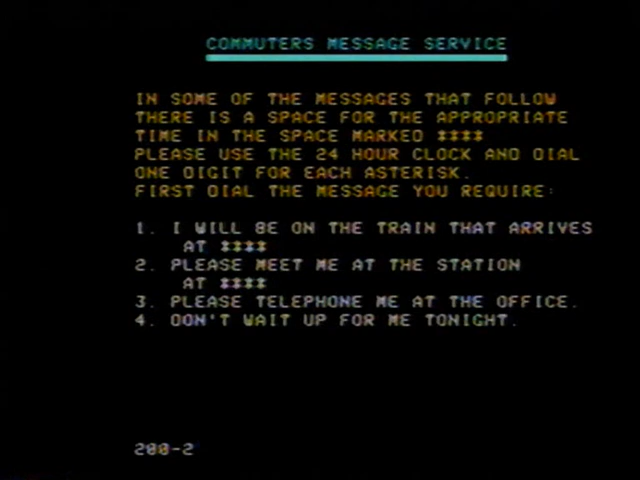 COMMUTERS MESSAGE SERVICE
IN SOME OF THE MESSAGES THAT FOLLOW
THERE IS A SPACE FOR THE APPROPRIATE
TIME IN THE SPACE MARKED ****
PLEASE USE THE 24 HOUR CLOCK AND DIAL
ONE DIGIT FOR EACH ASTERISK.
FIRST DIAL THE MESSAGE YOU REQUIRE:
1. I WILL BE ON THE TRAIN THAT ARRIVES
AT ****
2. PLEASE MEET ME AT THE STATION
AT ****
3. PLEASE TELEPHONE ME AT THE OFFICE.
4. DON'T WAIT UP FOR ME TONIGHT.
200-2